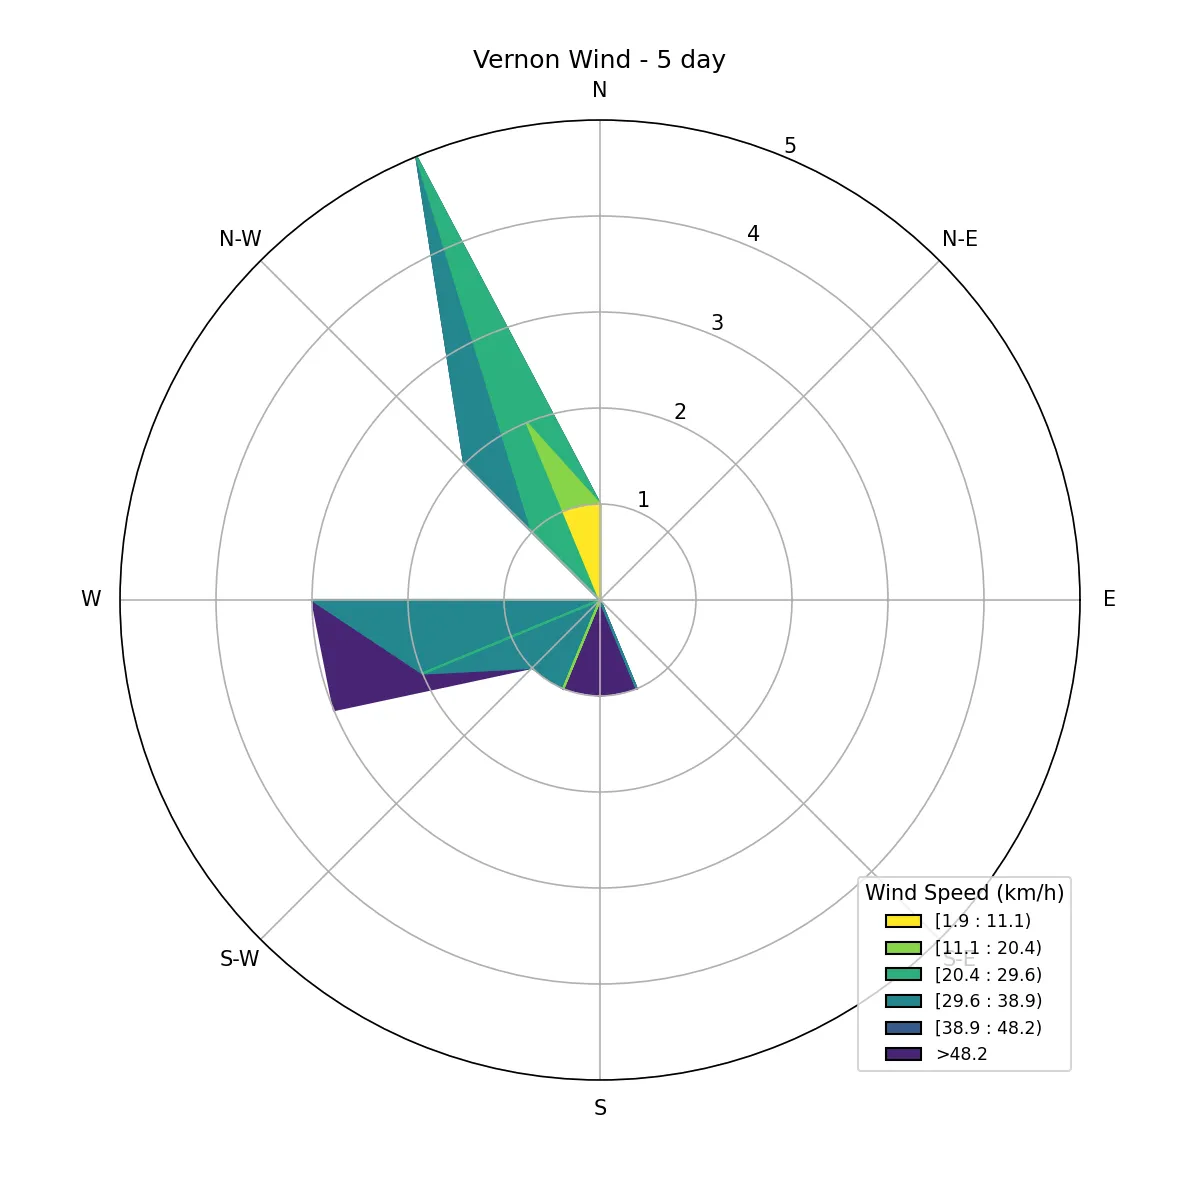 Vernon Wind - 5 day
N
5
4
N-W
N-E
3
2
1
W
E
Wind Speed (km/h)
[1.9 : 11.1)
[11.1 : 20.4)
S-W
S-E
[20.4 : 29.6)
[29.6 : 38.9)
[38.9 : 48.2)
>48.2
S